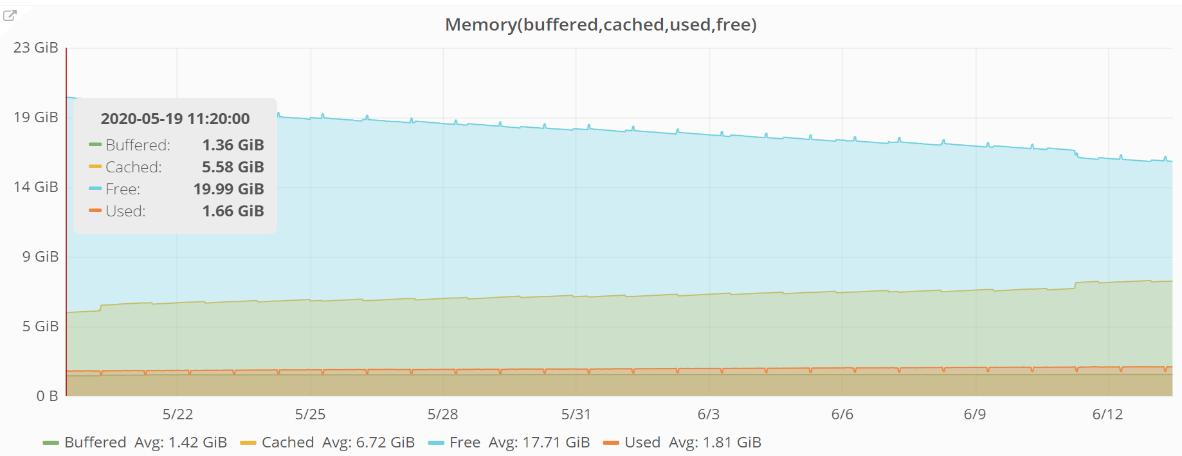 Memory(buffered,cached,used,free)
23 GiB
19 GiB
14 GiB
9 GiB
5 GiB
0 B
2020-05-19 11:20:00
Buffered: 1.36 GiB
Cached: 5.58 GiB
Free: 19.99 GiB
Used: 1.66 GiB
5/22 5/25 5/28 5/31 6/3 6/6 6/9 6/12
Buffered Avg: 1.42 GiB Cached Avg: 6.72 GiB Free Avg: 17.71 GiB Used Avg: 1.81 GiB